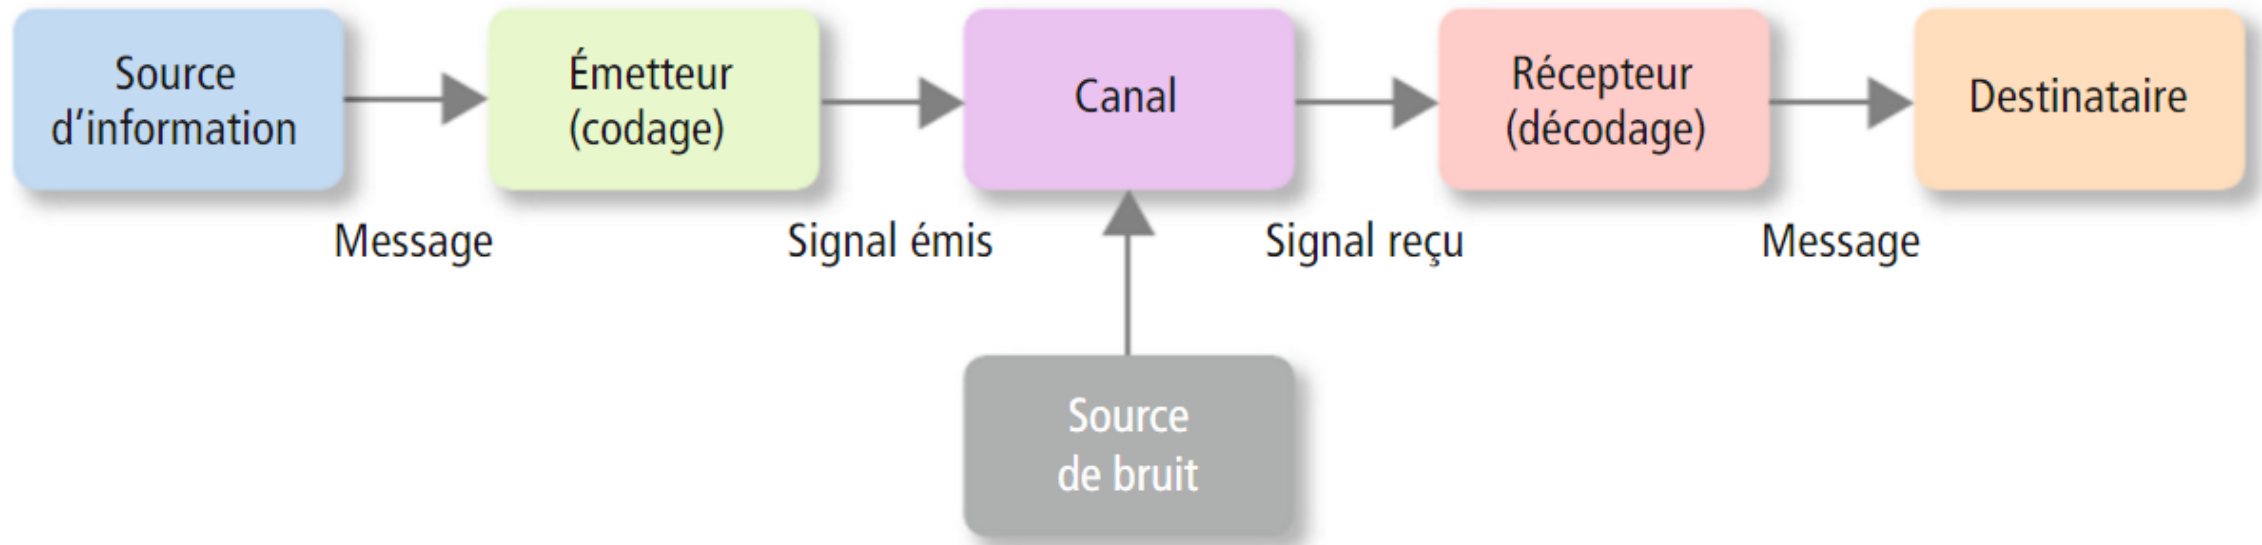 Source
d’information
Émetteur
(codage)
Canal
Récepteur
(décodage)
Destinataire
Message
Signal émis
Signal reçu
Message
Source
de bruit